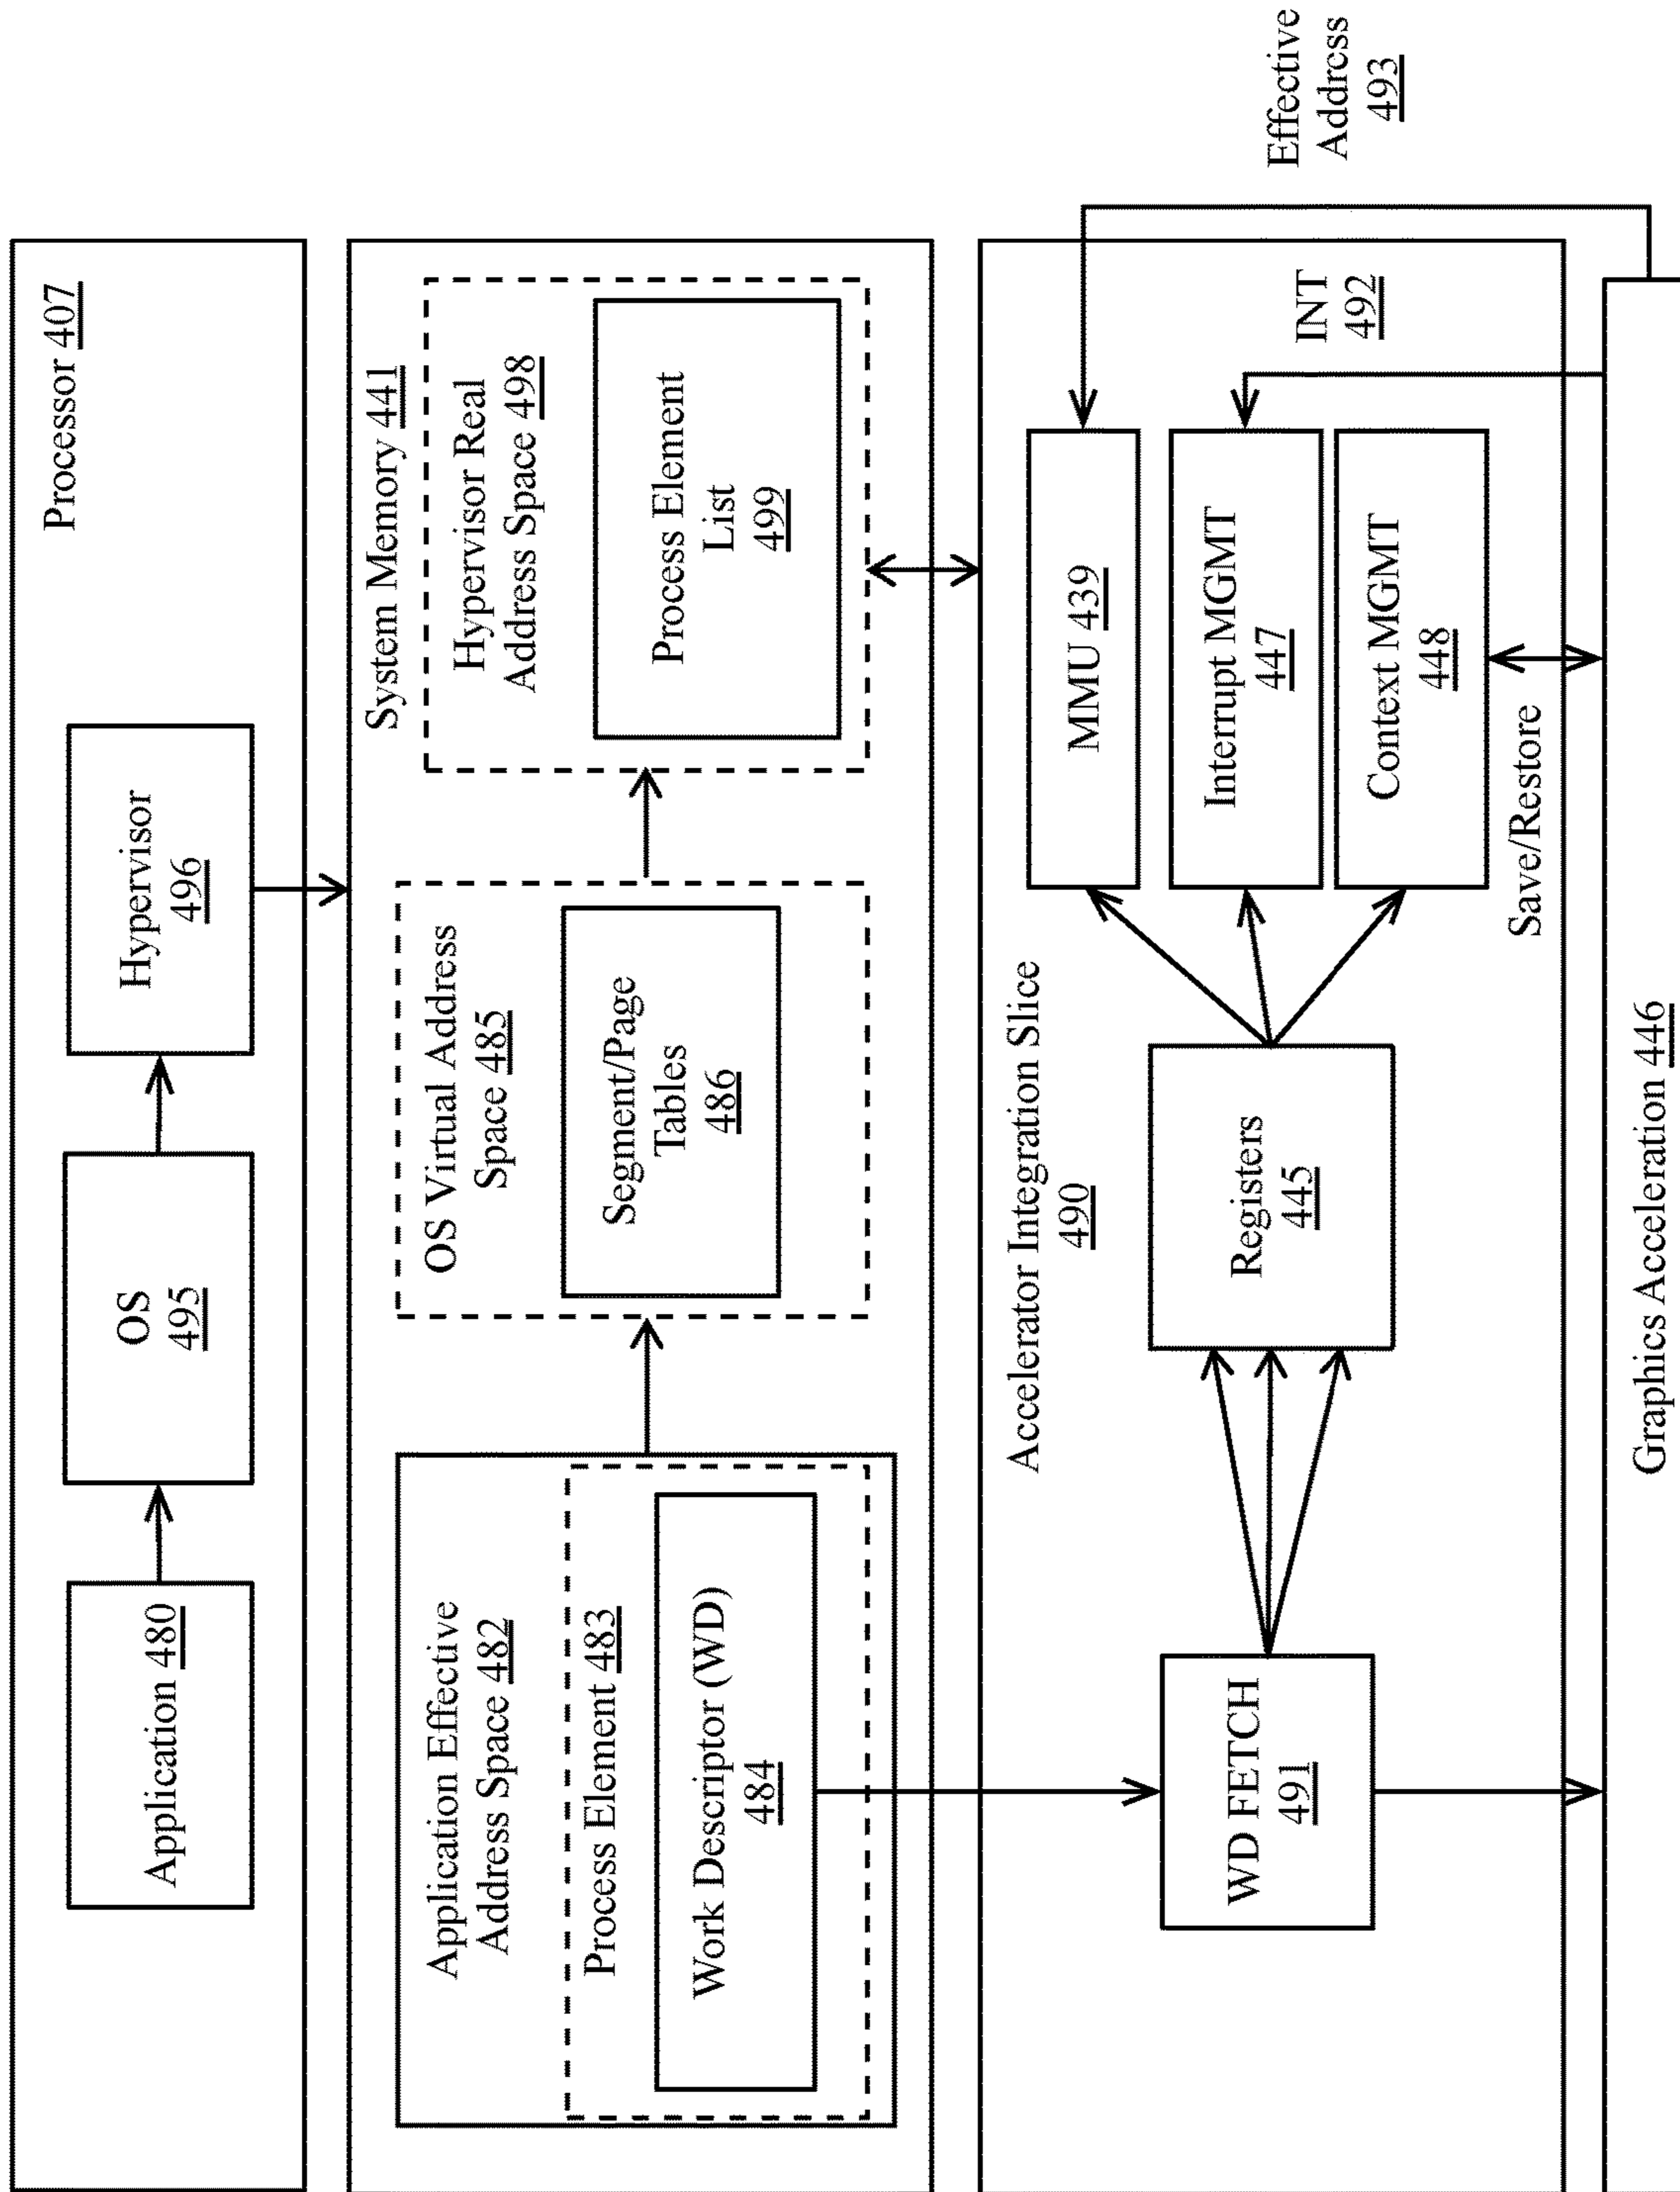 Processor 407
Application 480
OS
495
Hypervisor
496
System Memory 441
Application Effective
Address Space 482
Process Element 483
Work Descriptor (WD)
484
OS Virtual Address
Space 485
Segment/Page
Tables
486
Hypervisor Real
Address Space 498
Process Element
List
499
Accelerator Integration Slice
490
WD FETCH
491
Registers
445
MMU 439
Interrupt MGMT
447
Context MGMT
448
Save/Restore
INT
492
Effective
Address
493
Graphics Acceleration 446